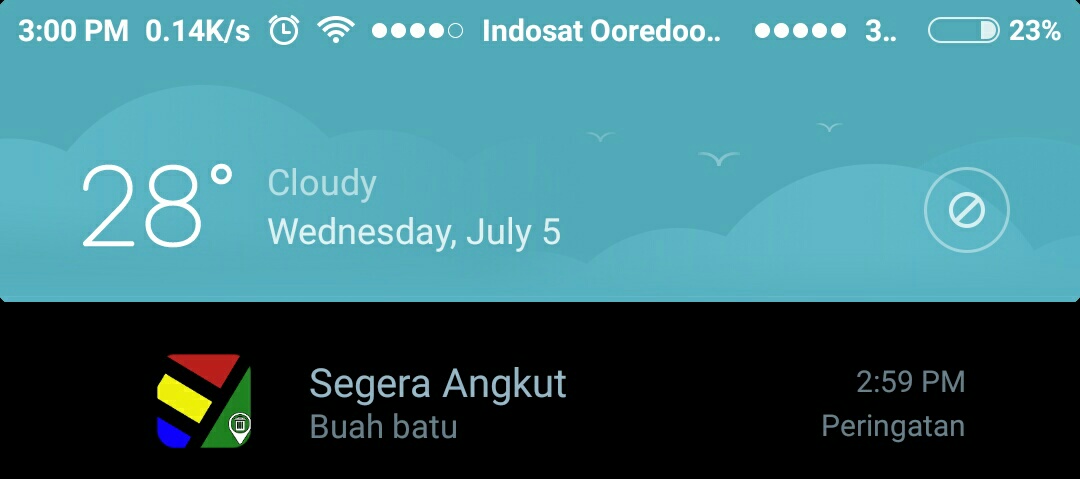 3:00 PM 0.14K/s Indosat Ooredoo.. 3.. 23%
28° Cloudy
Wednesday, July 5
Segera Angkut 2:59 PM
Buah batu Peringatan